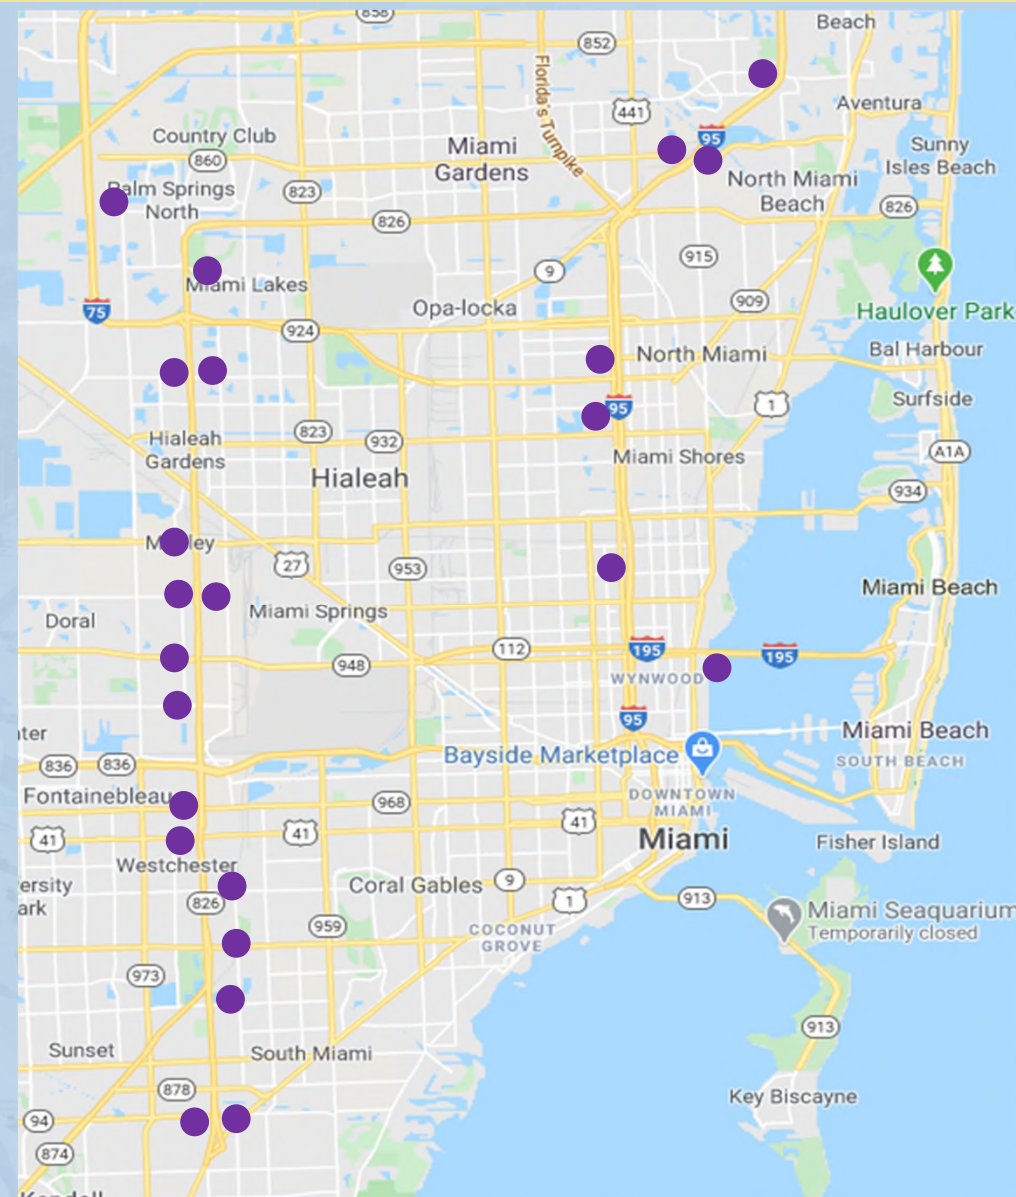 858
Beach
852
Florida's Turnpike
441
Aventura
Country Club
95
Miami
Gardens
Sunny
Isles Beach
860
823
Palm Springs
North
North Miami
Beach
826
826
915
9
Miami Lakes
909
75
Opa-locka
Haulover Park
924
North Miami
Bal Harbour
Surfside
95
1
823
932
Hialeah
Gardens
A1A
Miami Shores
Hialeah
934
27
953
Miami Beach
Miami Springs
Doral
112
195
195
948
WYNWOOD
95
Miami Beach
ter
Bayside Marketplace
SOUTH BEACH
836
836
Fontainebleau
968
DOWNTOWN
MIAMI
41
41
41
Miami
Fisher Island
Westchester
ersity
ark
Coral Gables
9
1
913
826
959
Miami Seaquarium
Temporarily closed
COCONUT
GROVE
973
913
Sunset
South Miami
878
Key Biscayne
94
874